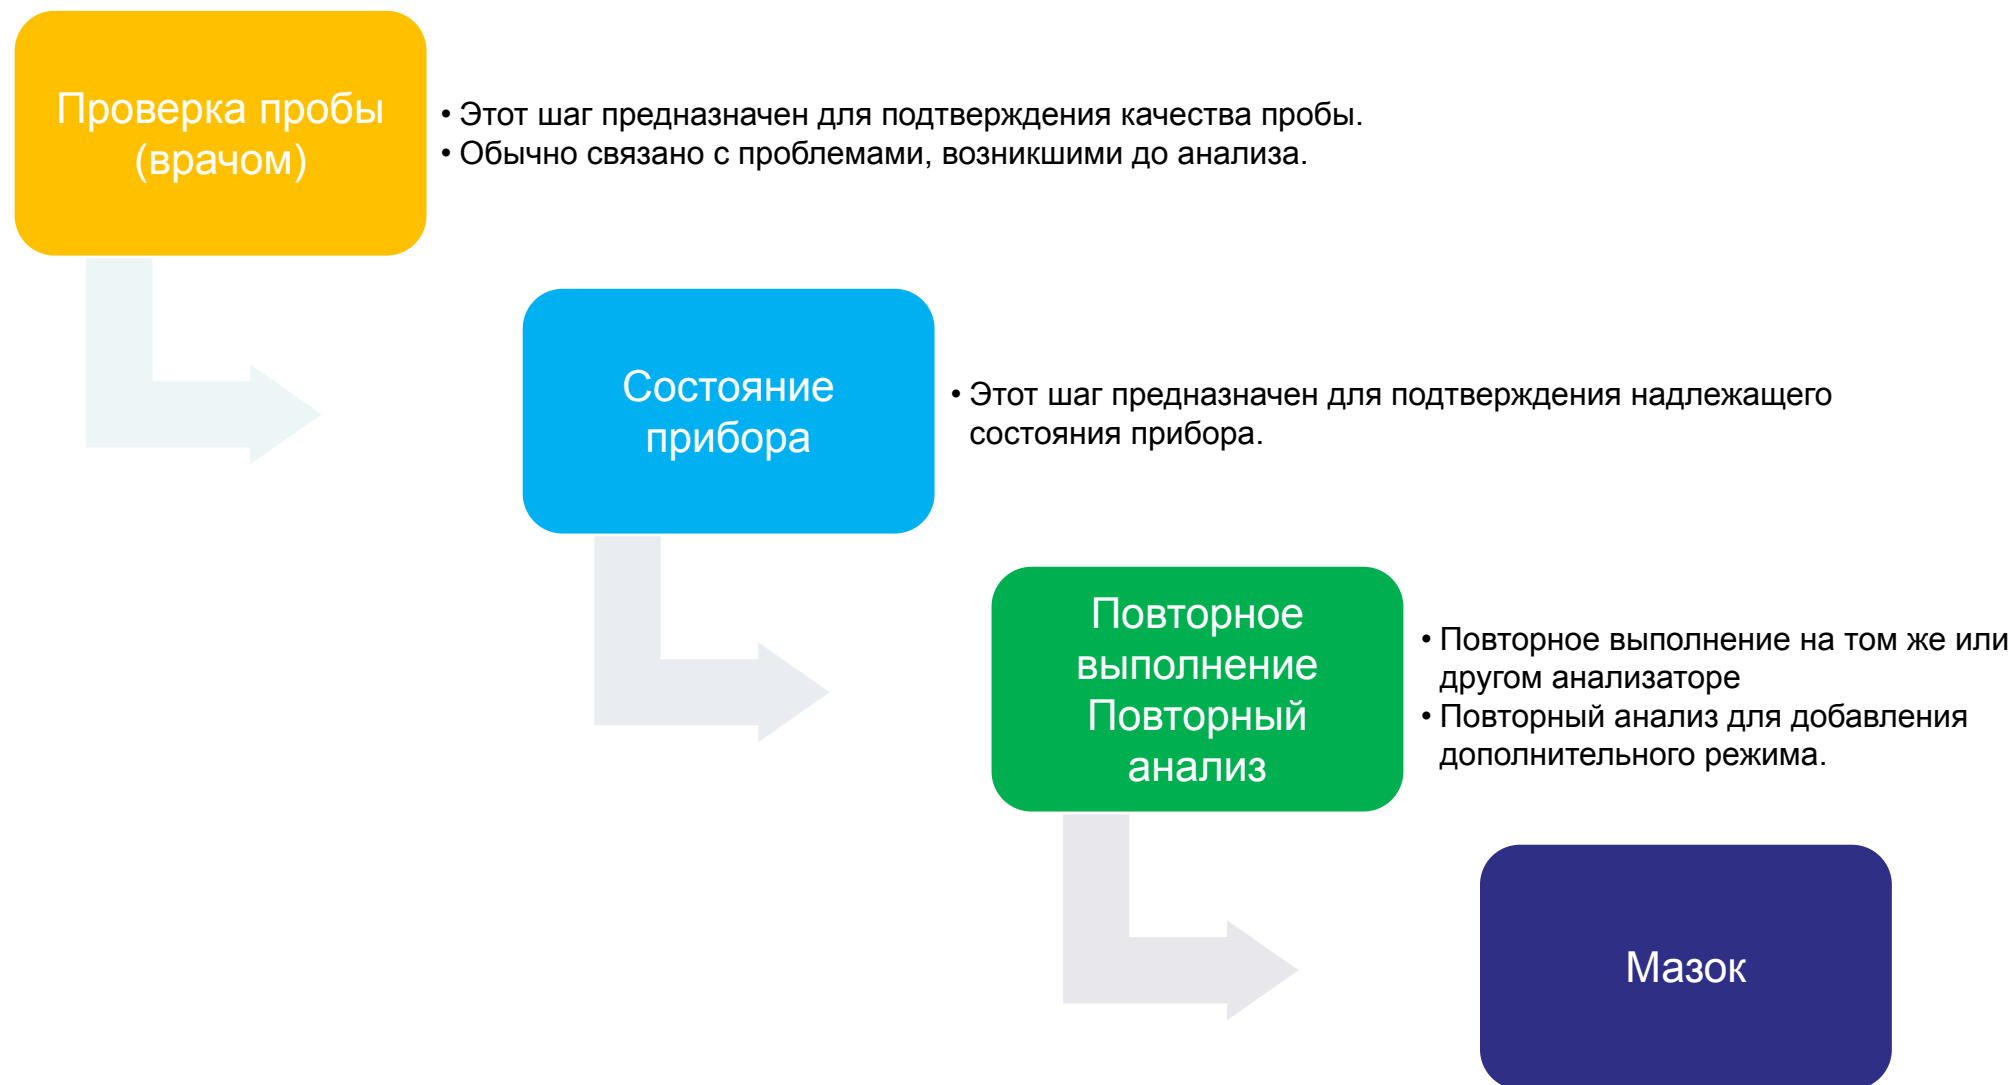 Проверка пробы
(врачом)
• Этот шаг предназначен для подтверждения качества пробы.
• Обычно связано с проблемами, возникшими до анализа.
Состояние
прибора
• Этот шаг предназначен для подтверждения надлежащего
состояния прибора.
Повторное
выполнение
Повторный
анализ
• Повторное выполнение на том же или
другом анализаторе
• Повторный анализ для добавления
дополнительного режима.
Мазок